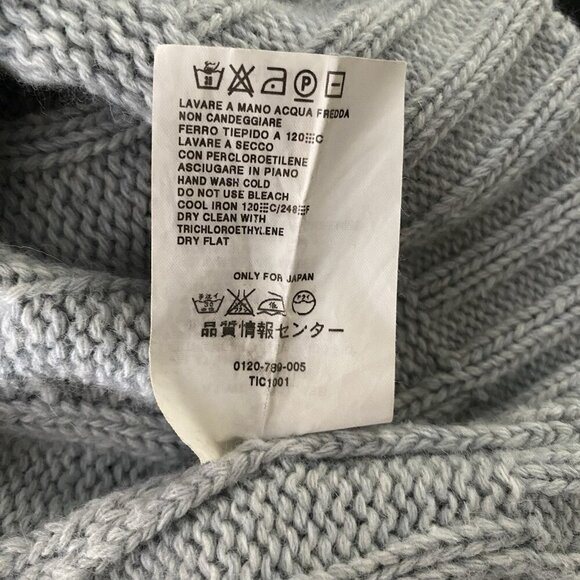 30
P
LAVARE A MANO ACQUA FREDDA
NON CANDEGGIARE
FERRO TIEPIDO A 120 C
LAVARE A SECCO
CON PERCLOROETILENE
ASCIUGARE IN PIANO
HAND WASH COLD
DO NOT USE BLEACH
COOL IRON 120 C/248 F
DRY CLEAN WITH
TRICHLOROETHYLENE
DRY FLAT
ONLY FOR JAPAN
品質情報センター
0120-789-005
TIC1001